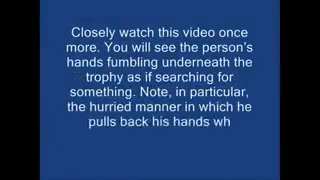 Closely watch this video once
more. You will see the person's
hands fumbling underneath the
trophy as if searching for
something. Note, in particular,
the hurried manner in which he
pulls back his hands wh